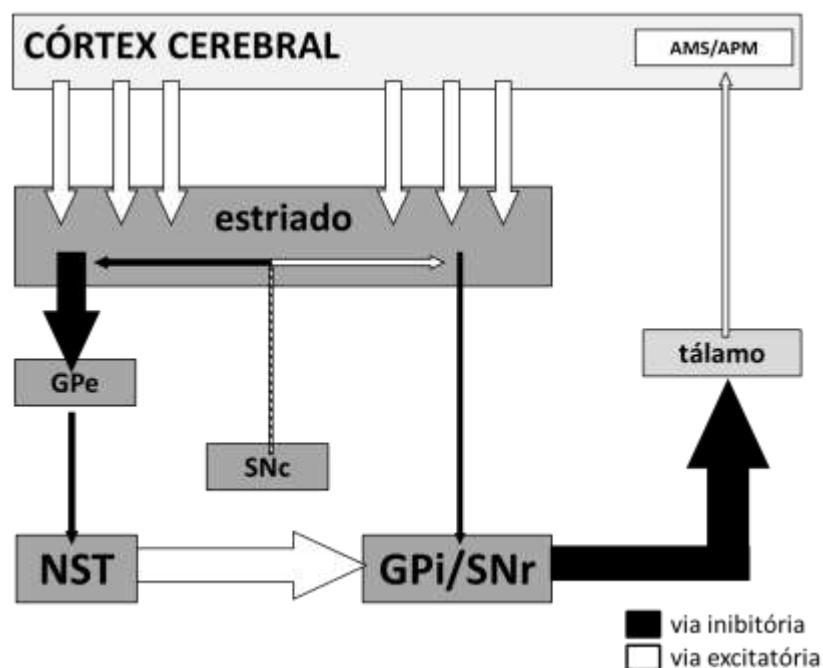 CÓRTEX CEREBRAL
AMS/APM
estriado
tálamo
GPe
SNc
NST
GPi/SNr
via inibitória
via excitatória